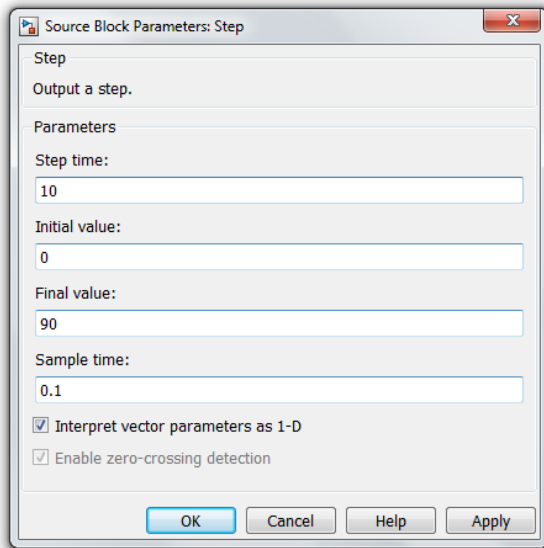 Source Block Parameters: Step
Step
Output a step.
Parameters
Step time:
10
Initial value:
0
Final value:
90
Sample time:
0.1
Interpret vector parameters as 1-D
Enable zero-crossing detection
OK Cancel Help Apply